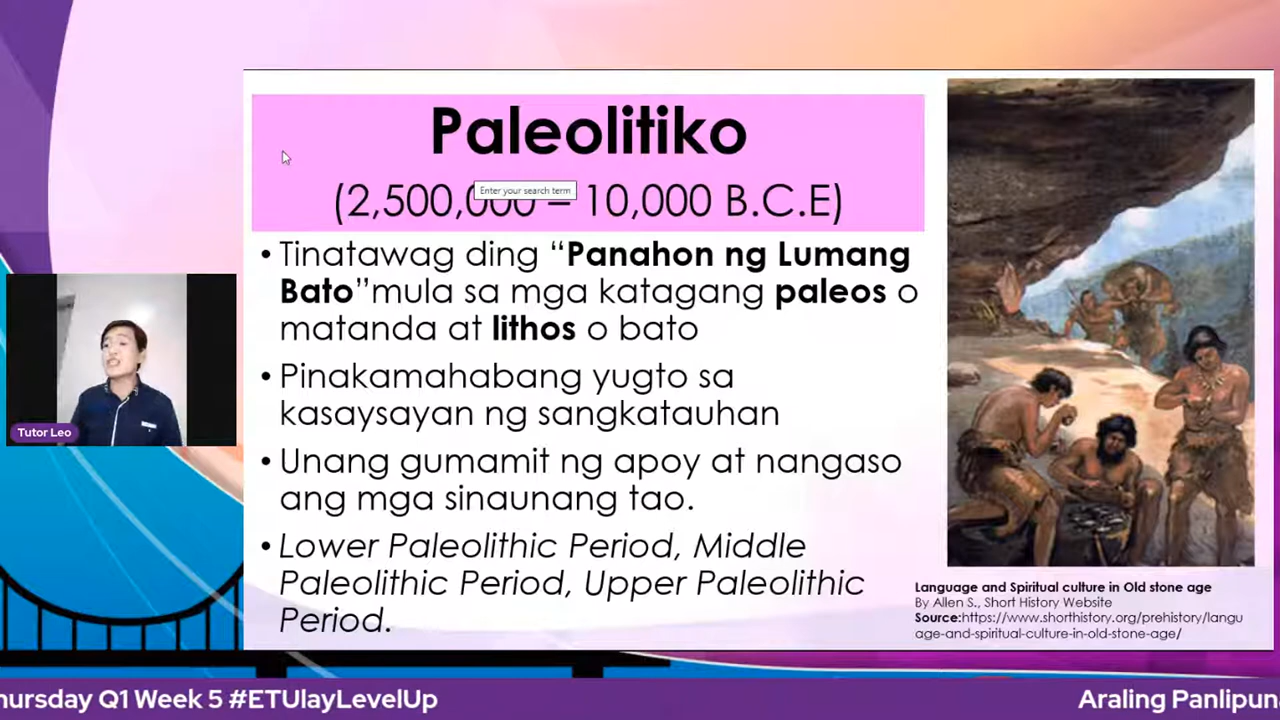 Paleolitiko
(2,500,000 – 10,000 B.C.E)
Enter your search term
• Tinatawag ding “Panahon ng Lumang
Bato”mula sa mga katagang paleos o
matanda at lithos o bato
• Pinakamahabang yugto sa
kasaysayan ng sangkatauhan
• Unang gumamit ng apoy at nangaso
ang mga sinaunang tao.
• Lower Paleolithic Period, Middle
Paleolithic Period, Upper Paleolithic
Period.
Language and Spiritual culture in Old stone age
By Allen S., Short History Website
Source:https://www.shorthistory.org/prehistory/langu
age-and-spiritual-culture-in-old-stone-age/
Tutor Leo
hursday Q1 Week 5 #ETUlayLevelUp
Araling Panlipun